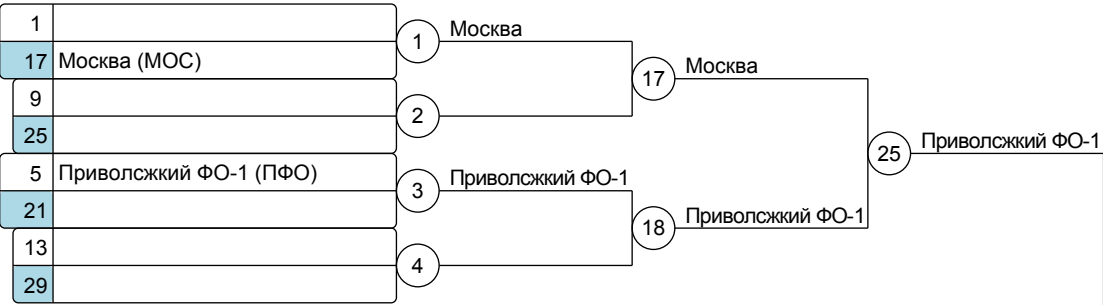 1
17 Москва (МОС)
9
25
5 Приволсжкий ФО-1 (ПФО)
21
13
29
1 Москва
2
3 Приволсжкий ФО-1
4
17 Москва
18 Приволсжкий ФО-1
25 Приволсжкий ФО-1